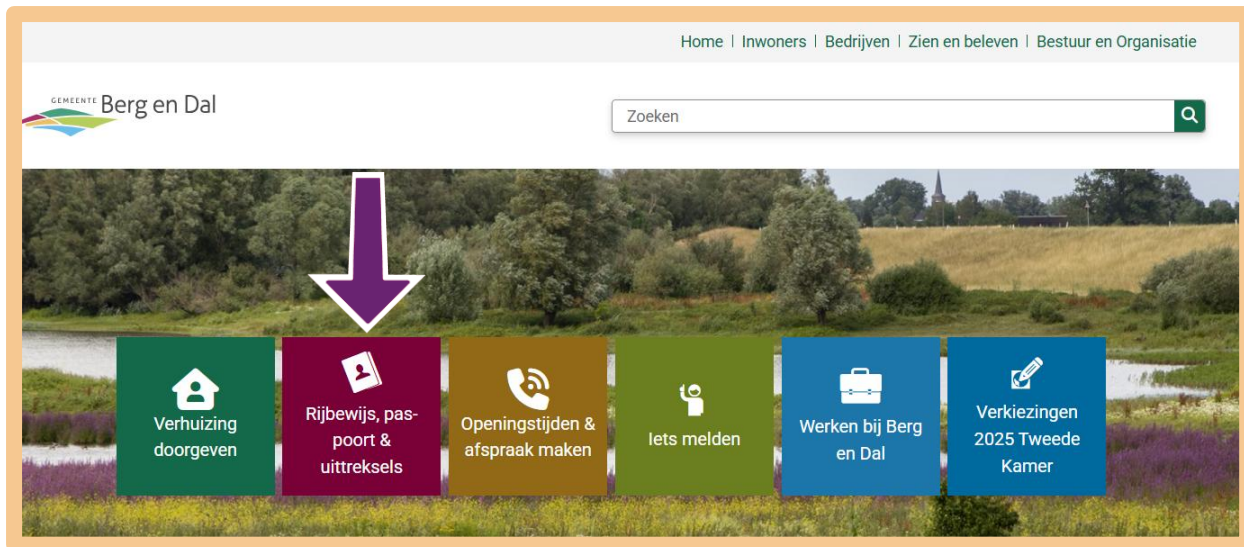 Home | Inwoners | Bedrijven | Zien en beleven | Bestuur en Organisatie
GEMEENTE Berg en Dal
Zoeken
Verhuizing
doorgeven
Rijbewijs, pas-
poort &
uittreksels
Openingstijden &
afspraak maken
Iets melden
Werken bij Berg
en Dal
Verkiezingen
2025 Tweede
Kamer